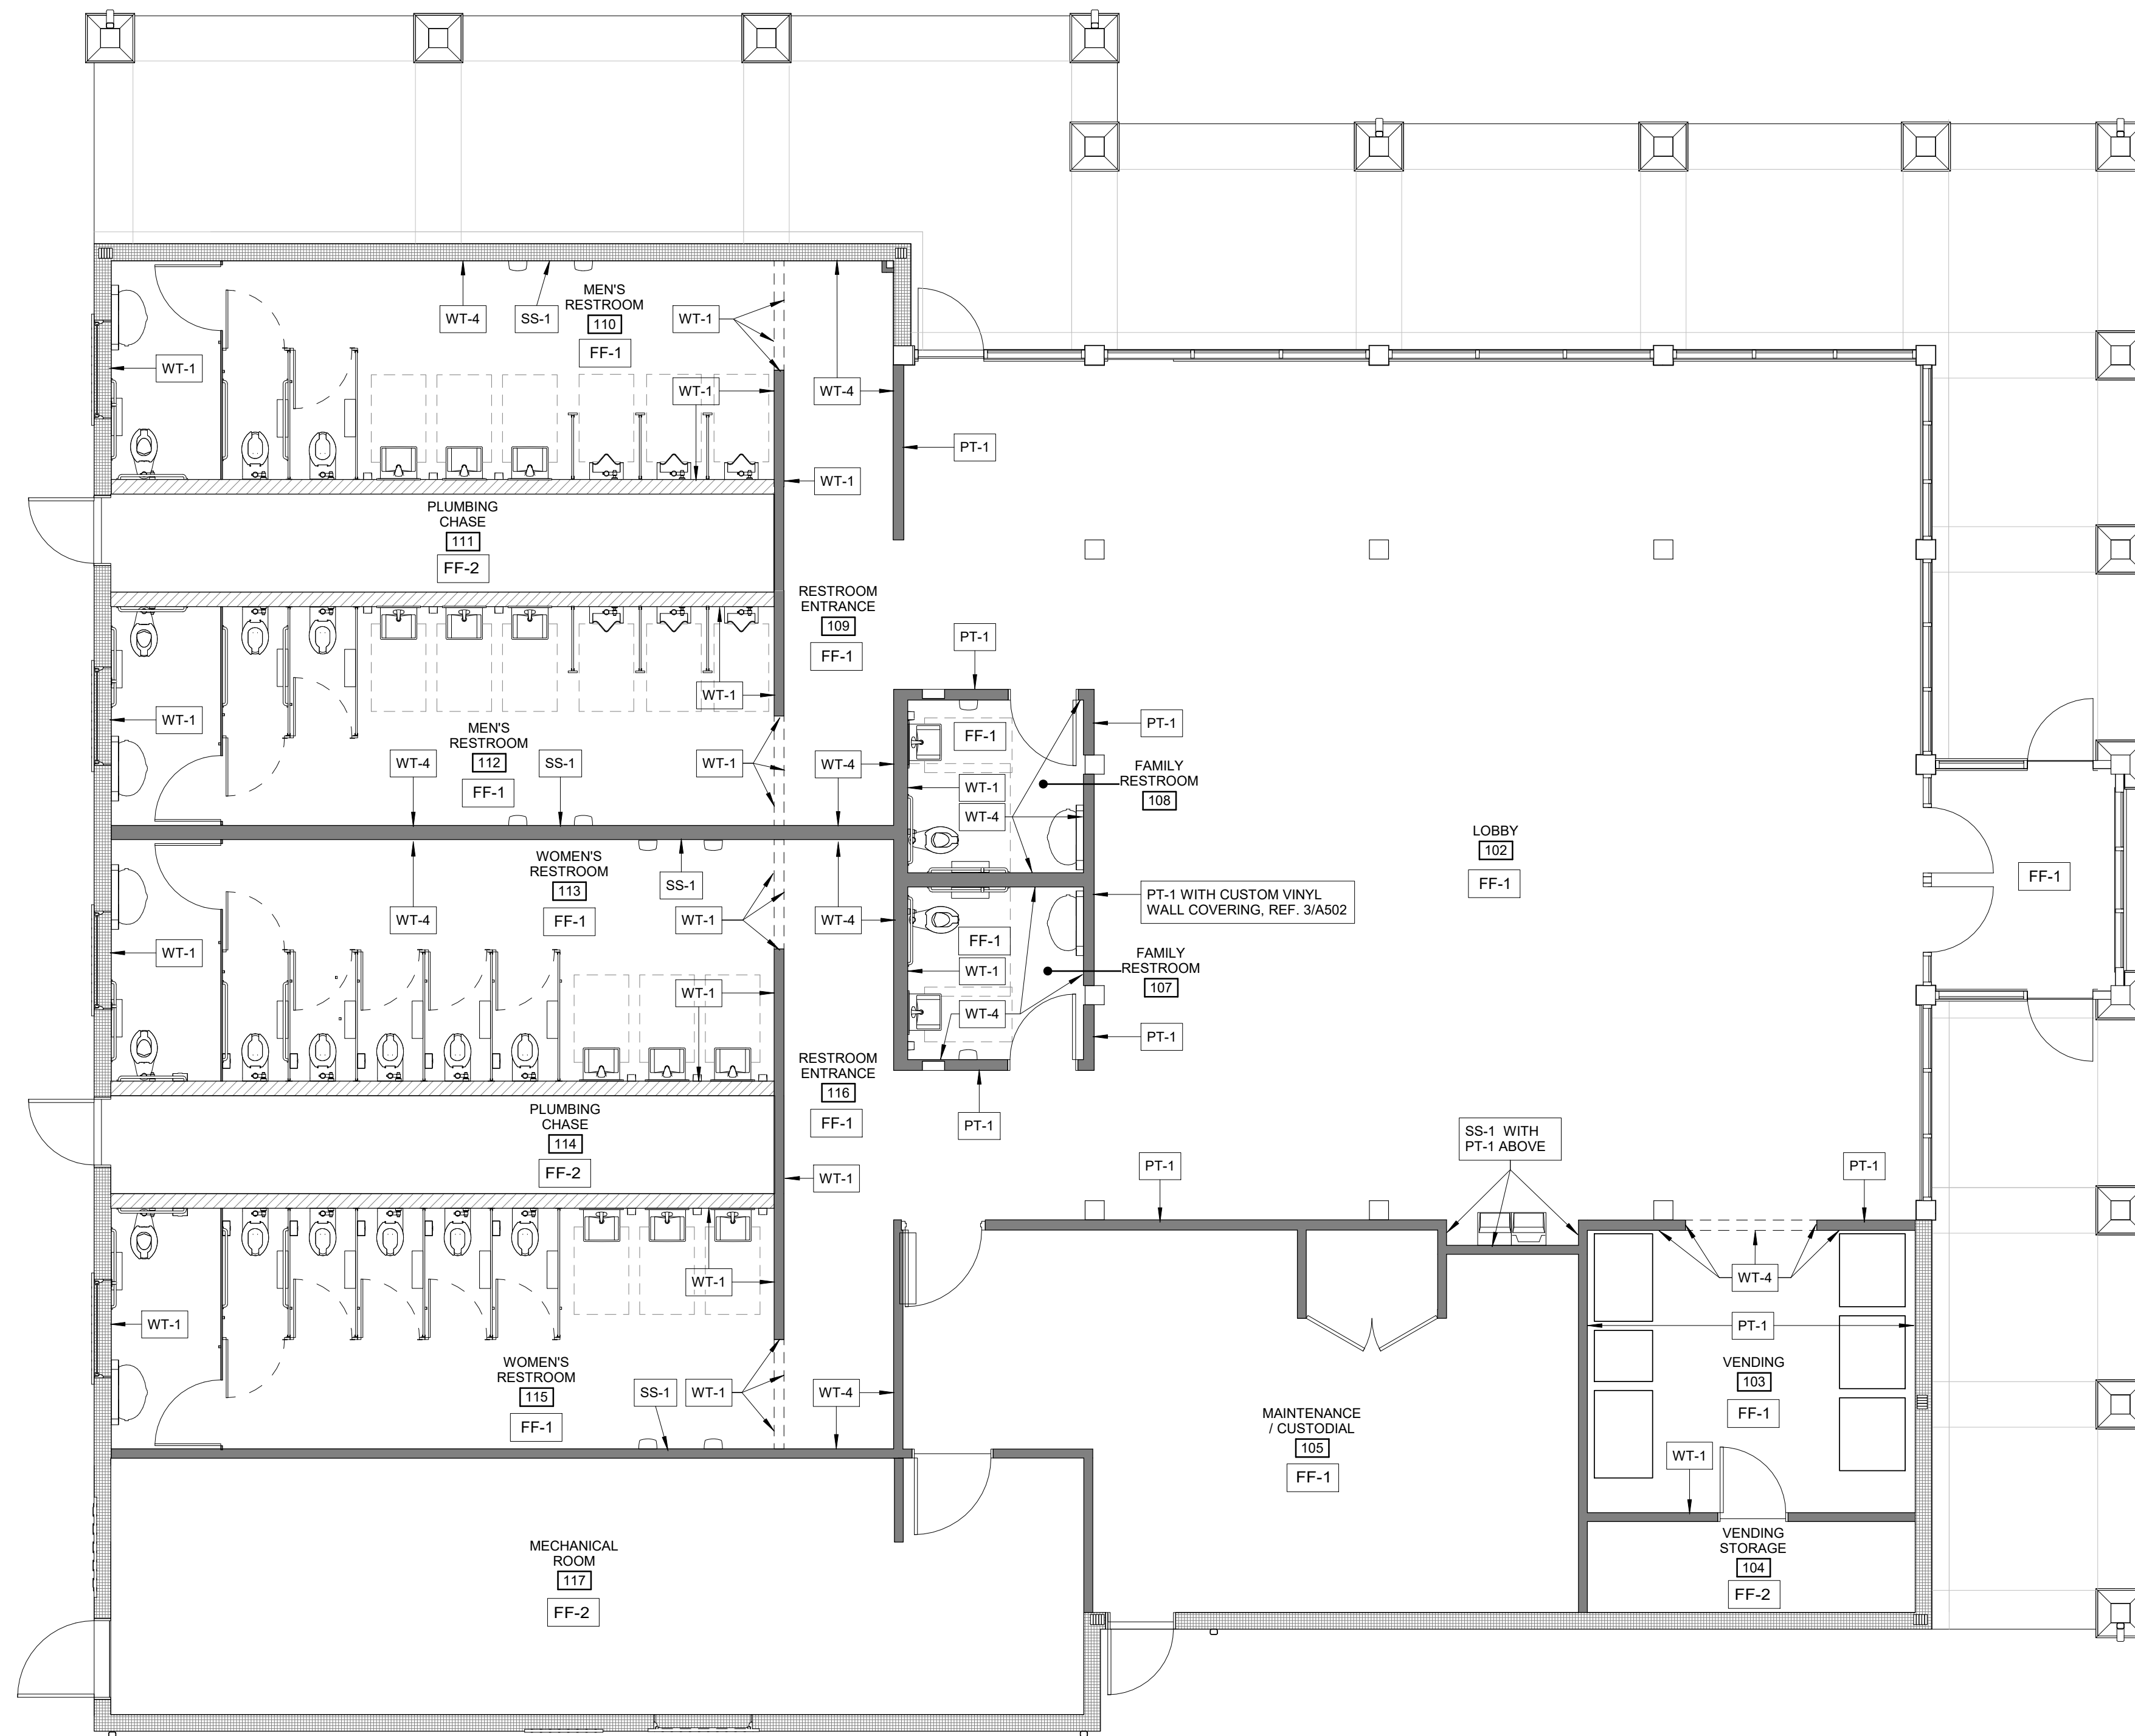 MEN'S
RESTROOM
110
FF-1
WT-4
SS-1
WT-1
WT-1
WT-1
WT-4
PT-1
WT-1
PLUMBING
CHASE
111
FF-2
RESTROOM
ENTRANCE
109
FF-1
PT-1
WT-1
WT-1
MEN'S
RESTROOM
112
FF-1
WT-4
SS-1
WT-1
WT-4
FF-1
PT-1
WT-1
WT-4
FAMILY
RESTROOM
108
LOBBY
102
FF-1
FF-1
WOMEN'S
RESTROOM
113
FF-1
SS-1
WT-4
WT-1
WT-4
WT-1
WT-1
PT-1 WITH CUSTOM VINYL
WALL COVERING, REF. 3/A502
FF-1
WT-1
WT-4
FAMILY
RESTROOM
107
PT-1
PT-1
RESTROOM
ENTRANCE
116
FF-1
PLUMBING
CHASE
114
FF-2
WT-1
SS-1 WITH
PT-1 ABOVE
PT-1
PT-1
WT-1
WT-1
WT-4
PT-1
WOMEN'S
RESTROOM
115
FF-1
SS-1
WT-1
WT-4
VENDING
103
FF-1
MAINTENANCE
/ CUSTODIAL
105
FF-1
WT-1
MECHANICAL
ROOM
117
FF-2
VENDING
STORAGE
104
FF-2